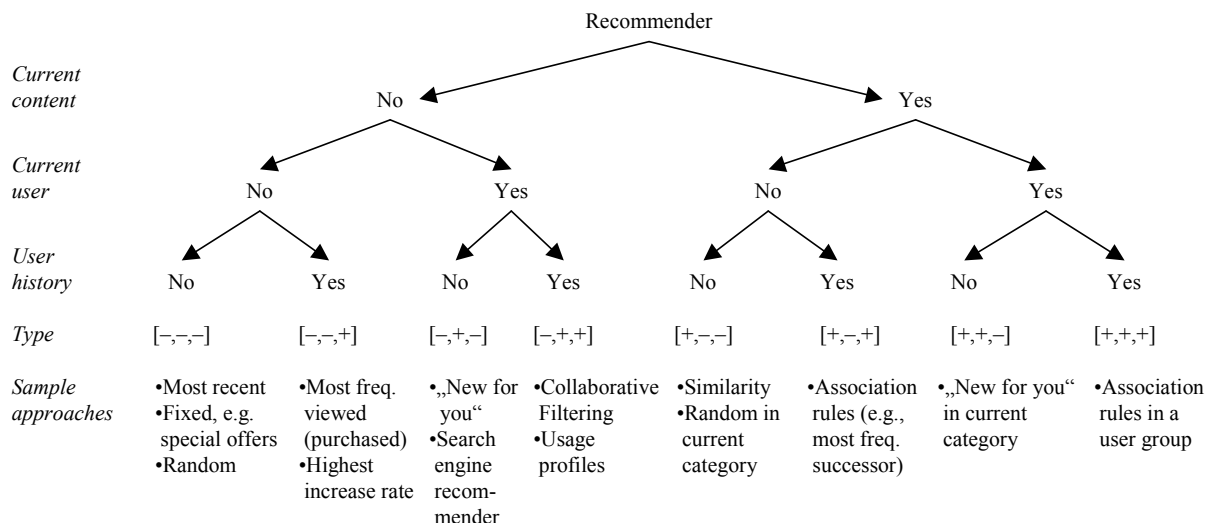 Recommender
Current
content
No Yes
Current
user
No Yes No Yes
User
history
No Yes No Yes No Yes No Yes
Type [–,–,–] [–,–,+] [–,+,–] [–,+,+] [+,–,–] [+,–,+] [+,+,–] [+,+,+]
Sample
approaches
•Most recent
•Fixed, e.g.
special offers
•Random
•Most freq.
viewed
(purchased)
•Highest
increase rate
•„New for
you“
•Search
engine
recom-
mender
•Collaborative
Filtering
•Usage
profiles
•Similarity
•Random in
current
category
•Association
rules (e.g.,
most freq.
successor)
•„New for you“
in current
category
•Association
rules in a
user group